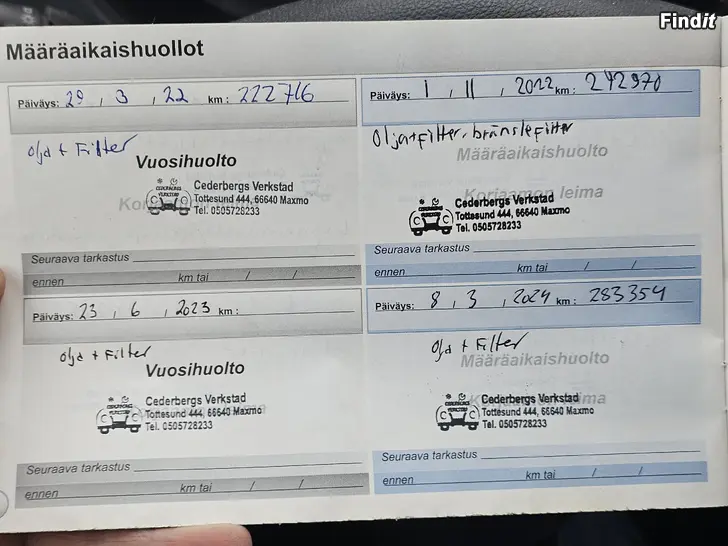 Findit
Määräaikaishuollot
Päiväys: 29 , 3 , 22 km: 222716
Olja + Filter
Vuosihuolto
Cederbergs Verkstad
Tottesund 444, 66640 Maxmo
Tel. 0505728233
Seuraava tarkastus
ennen km tai / /
Päiväys: 1 , 11 , 2022 km: 242970
Olja+Filter, bränslefilter
Määräaikaishuolto
Korjaamon leima
Cederbergs Verkstad
Tottesund 444, 66640 Maxmo
Tel. 0505728233
Seuraava tarkastus
ennen km tai / /
Päiväys: 23 , 6 , 2023 km:
Olja + Filter
Vuosihuolto
Cederbergs Verkstad
Tottesund 444, 66640 Maxmo
Tel. 0505728233
Seuraava tarkastus
ennen km tai / /
Päiväys: 8 , 3 , 2024 km: 283354
Olja + Filter
Määräaikaishuolto
Cederbergs Verkstad
Tottesund 444, 66640 Maxmo
Tel. 0505728233
Seuraava tarkastus
ennen km tai / /